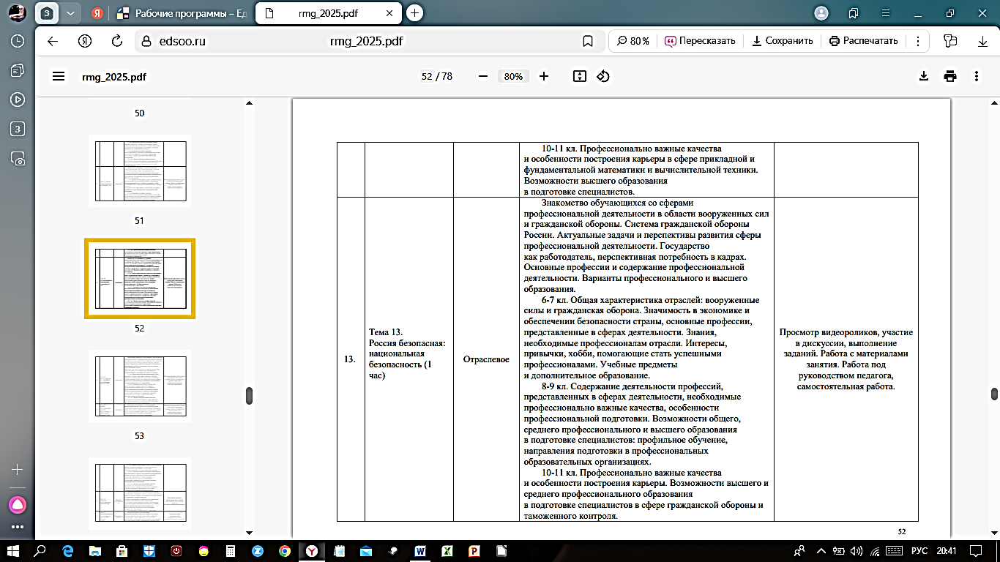 3
Рабочие программы – Ед
rmg_2025.pdf
edsoo.ru
rmg_2025.pdf
80%
Пересказать
Сохранить
Распечатать
rmg_2025.pdf
52 / 78
80%
3
50
51
52
53
10-11 кл. Профессионально важные качества
и особенности построения карьеры в сфере прикладной и
фундаментальной математики и вычислительной техники.
Возможности высшего образования
в подготовке специалистов.
13.
Тема 13.
Россия безопасная:
национальная
безопасность (1
час)
Отраслевое
Знакомство обучающихся со сферами
профессиональной деятельности в области вооруженных сил
и гражданской обороны. Система гражданской обороны
России. Актуальные задачи и перспективы развития сферы
профессиональной деятельности. Государство
как работодатель, перспективная потребность в кадрах.
Основные профессии и содержание профессиональной
деятельности. Варианты профессионального и высшего
образования.
6-7 кл. Общая характеристика отраслей: вооруженные
силы и гражданская оборона. Значимость в экономике и
обеспечении безопасности страны, основные профессии,
представленные в сферах деятельности. Знания,
необходимые профессионалам отрасли. Интересы,
привычки, хобби, помогающие стать успешными
профессионалами. Учебные предметы
и дополнительное образование.
8-9 кл. Содержание деятельности профессий,
представленных в сферах деятельности, необходимые
профессионально важные качества, особенности
профессиональной подготовки. Возможности общего,
среднего профессионального и высшего образования
в подготовке специалистов: профильное обучение,
направления подготовки в профессиональных
образовательных организациях.
10-11 кл. Профессионально важные качества
и особенности построения карьеры. Возможности высшего и
среднего профессионального образования
в подготовке специалистов в сфере гражданской обороны и
таможенного контроля.
Просмотр видеороликов, участие
в дискуссии, выполнение
заданий. Работа с материалами
занятия. Работа под
руководством педагога,
самостоятельная работа.
52
РУС
20:41